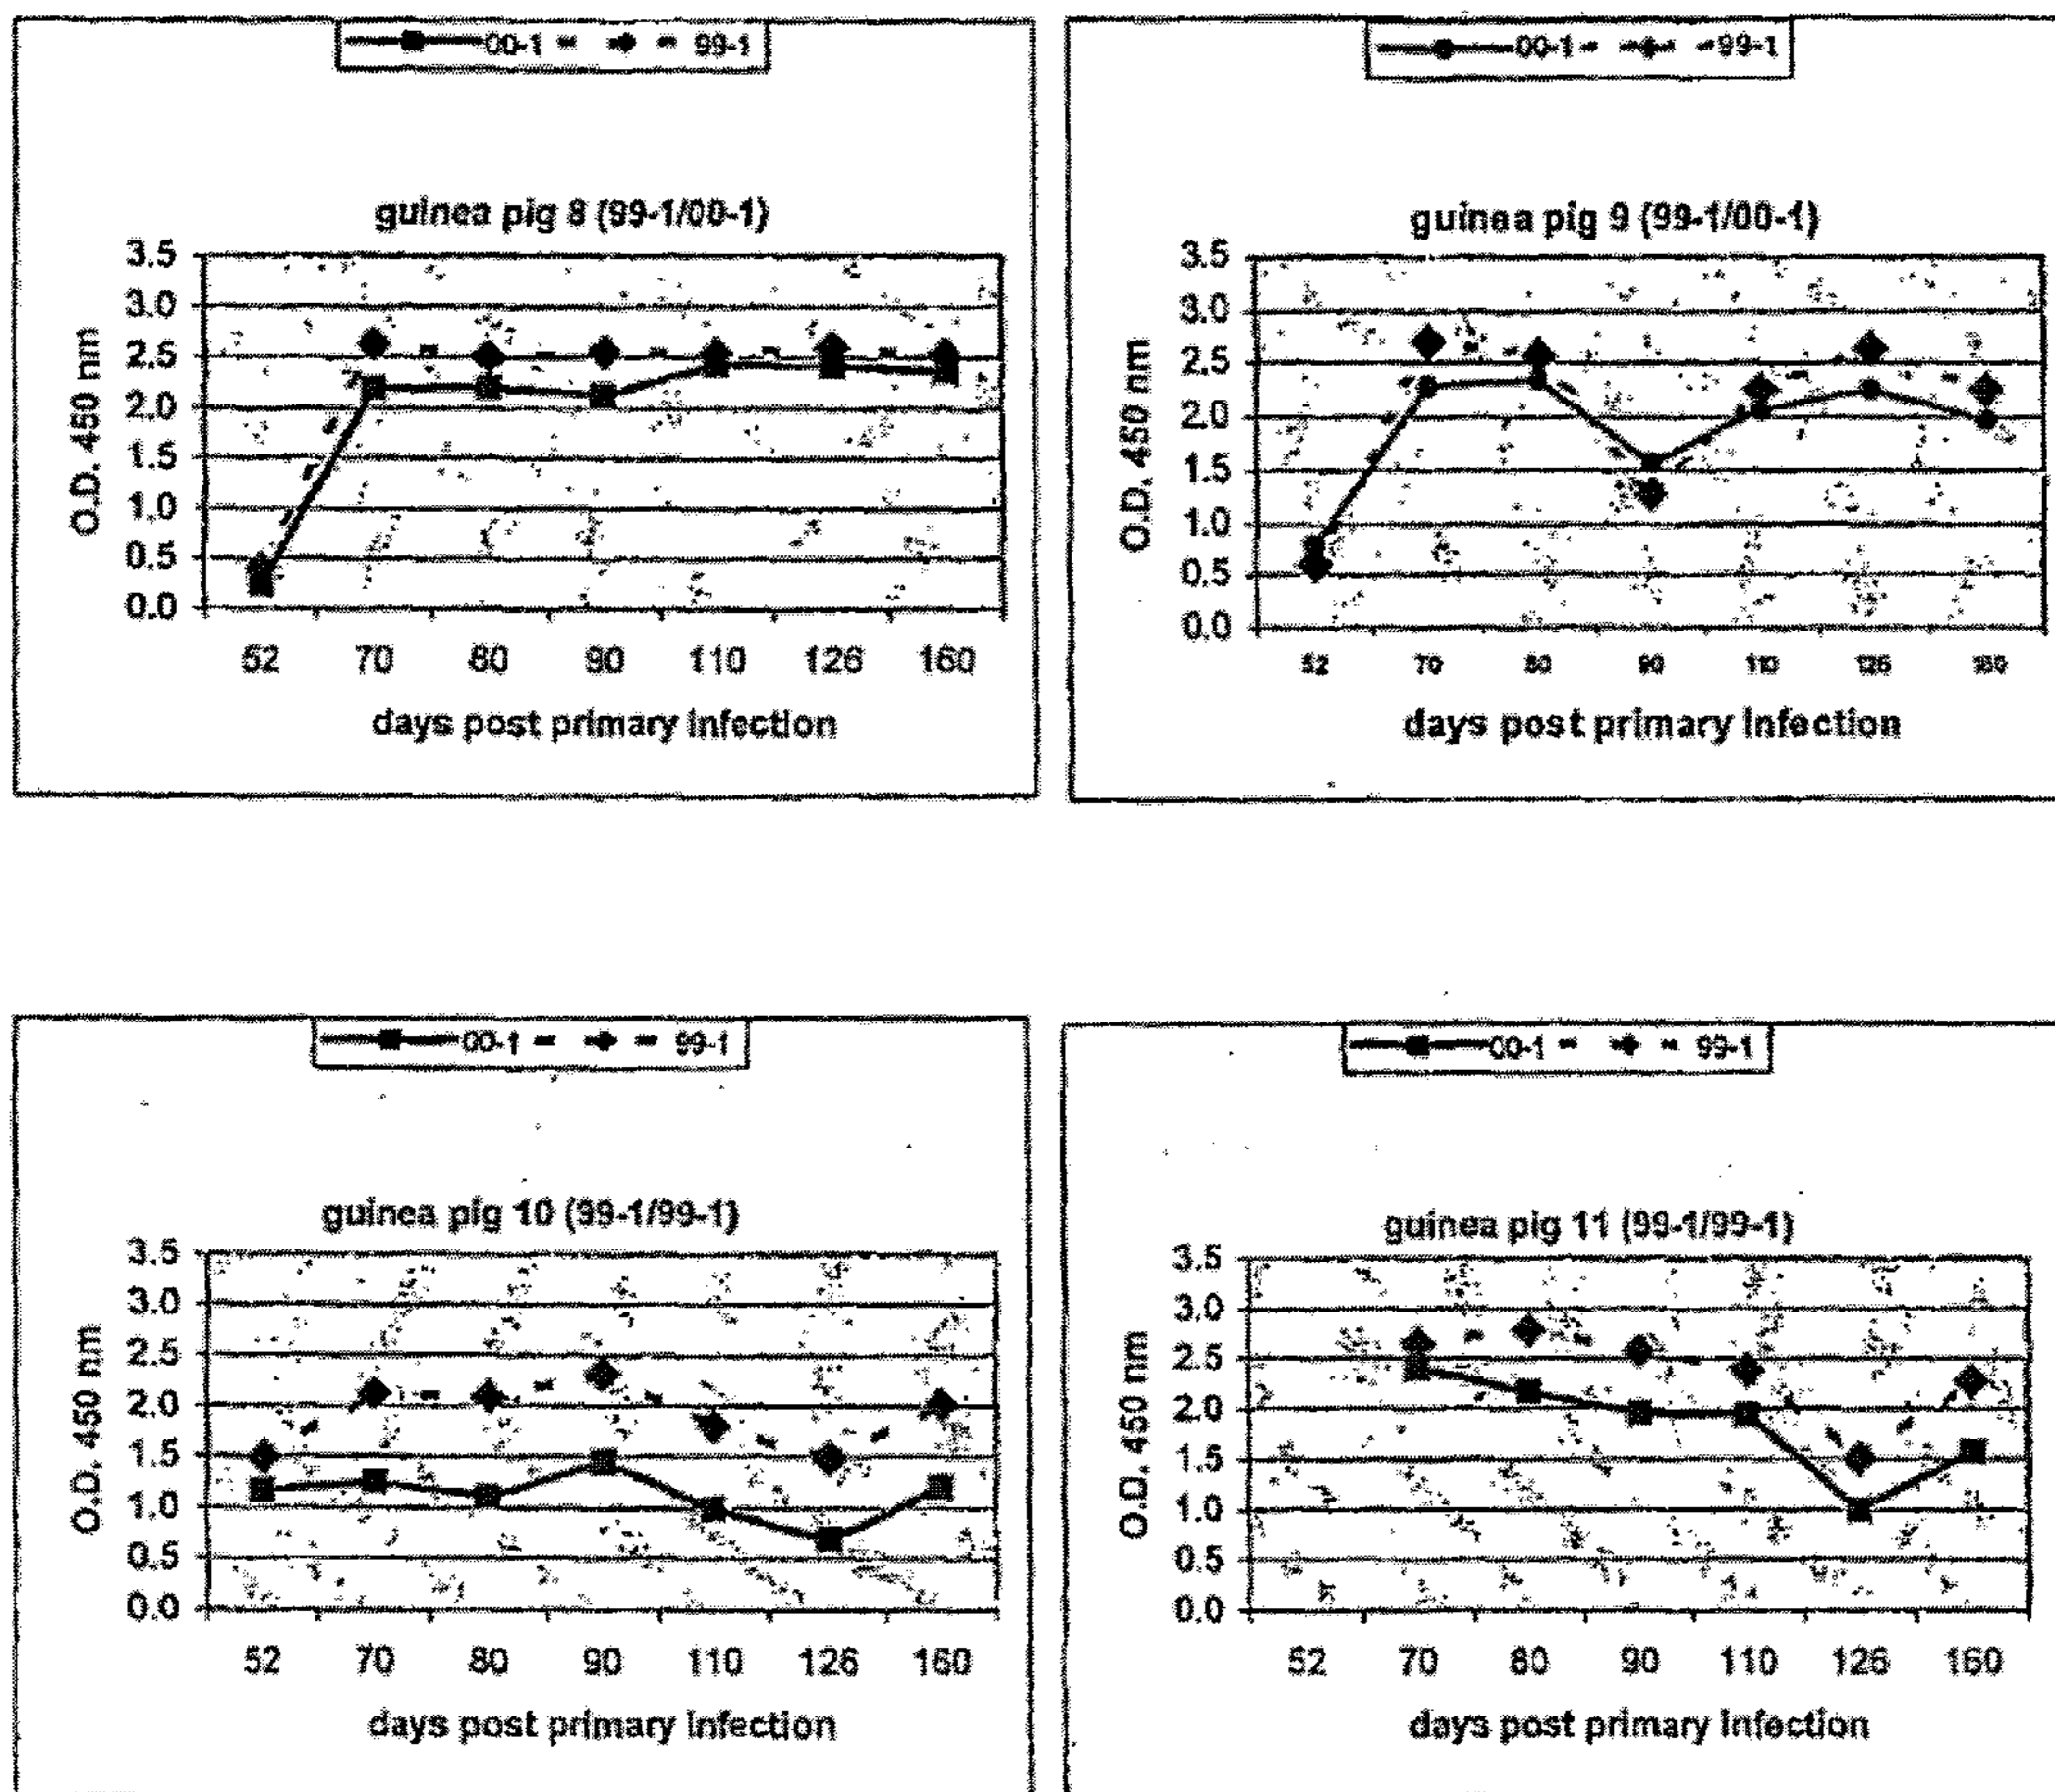 00-1 99-1
guinea pig 8 (99-1/00-1)
O.D. 450 nm
3.5
3.0
2.5
2.0
1.5
1.0
0.5
0.0
52 70 80 90 110 126 160
days post primary infection
00-1 99-1
guinea pig 9 (99-1/00-1)
O.D. 450 nm
3.5
3.0
2.5
2.0
1.5
1.0
0.5
0.0
52 70 80 90 110 126 160
days post primary infection
00-1 99-1
guinea pig 10 (99-1/99-1)
O.D. 450 nm
3.5
3.0
2.5
2.0
1.5
1.0
0.5
0.0
52 70 80 90 110 126 160
days post primary infection
00-1 99-1
guinea pig 11 (99-1/99-1)
O.D. 450 nm
3.5
3.0
2.5
2.0
1.5
1.0
0.5
0.0
52 70 80 90 110 126 160
days post primary infection